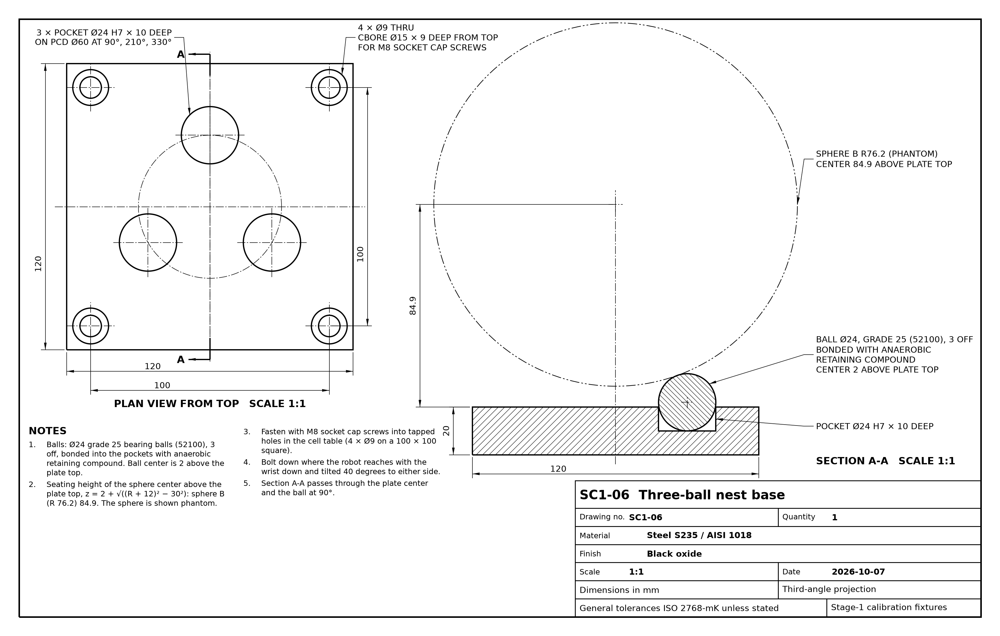 3 × POCKET Ø24 H7 × 10 DEEP
ON PCD Ø60 AT 90°, 210°, 330°
4 × Ø9 THRU
CBORE Ø15 × 9 DEEP FROM TOP
FOR M8 SOCKET CAP SCREWS
A
120
100
A
120
100
PLAN VIEW FROM TOP SCALE 1:1
SPHERE B R76.2 (PHANTOM)
CENTER 84.9 ABOVE PLATE TOP
84.9
BALL Ø24, GRADE 25 (52100), 3 OFF
BONDED WITH ANAEROBIC
RETAINING COMPOUND
CENTER 2 ABOVE PLATE TOP
POCKET Ø24 H7 × 10 DEEP
20
120
SECTION A-A SCALE 1:1
NOTES
1. Balls: Ø24 grade 25 bearing balls (52100), 3
off, bonded into the pockets with anaerobic
retaining compound. Ball center is 2 above the
plate top.
2. Seating height of the sphere center above the
plate top, z = 2 + √((R + 12)² − 30²): sphere B
(R 76.2) 84.9. The sphere is shown phantom.
3. Fasten with M8 socket cap screws into tapped
holes in the cell table (4 × Ø9 on a 100 × 100
square).
4. Bolt down where the robot reaches with the
wrist down and tilted 40 degrees to either side.
5. Section A-A passes through the plate center
and the ball at 90°.
SC1-06 Three-ball nest base
Drawing no. SC1-06
Quantity 1
Material Steel S235 / AISI 1018
Finish Black oxide
Scale 1:1
Date 2026-10-07
Dimensions in mm
Third-angle projection
General tolerances ISO 2768-mK unless stated
Stage-1 calibration fixtures